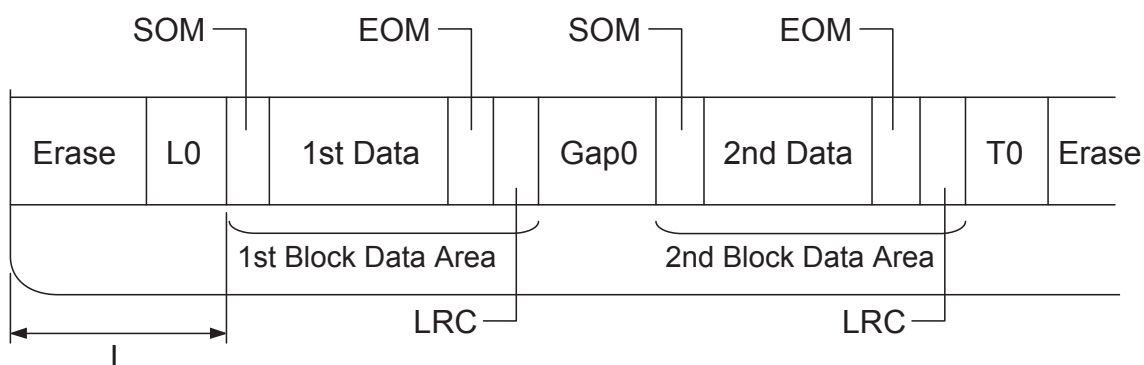 SOM EOM SOM EOM
Erase L0 1st Data Gap0 2nd Data T0 Erase
1st Block Data Area 2nd Block Data Area
LRC LRC